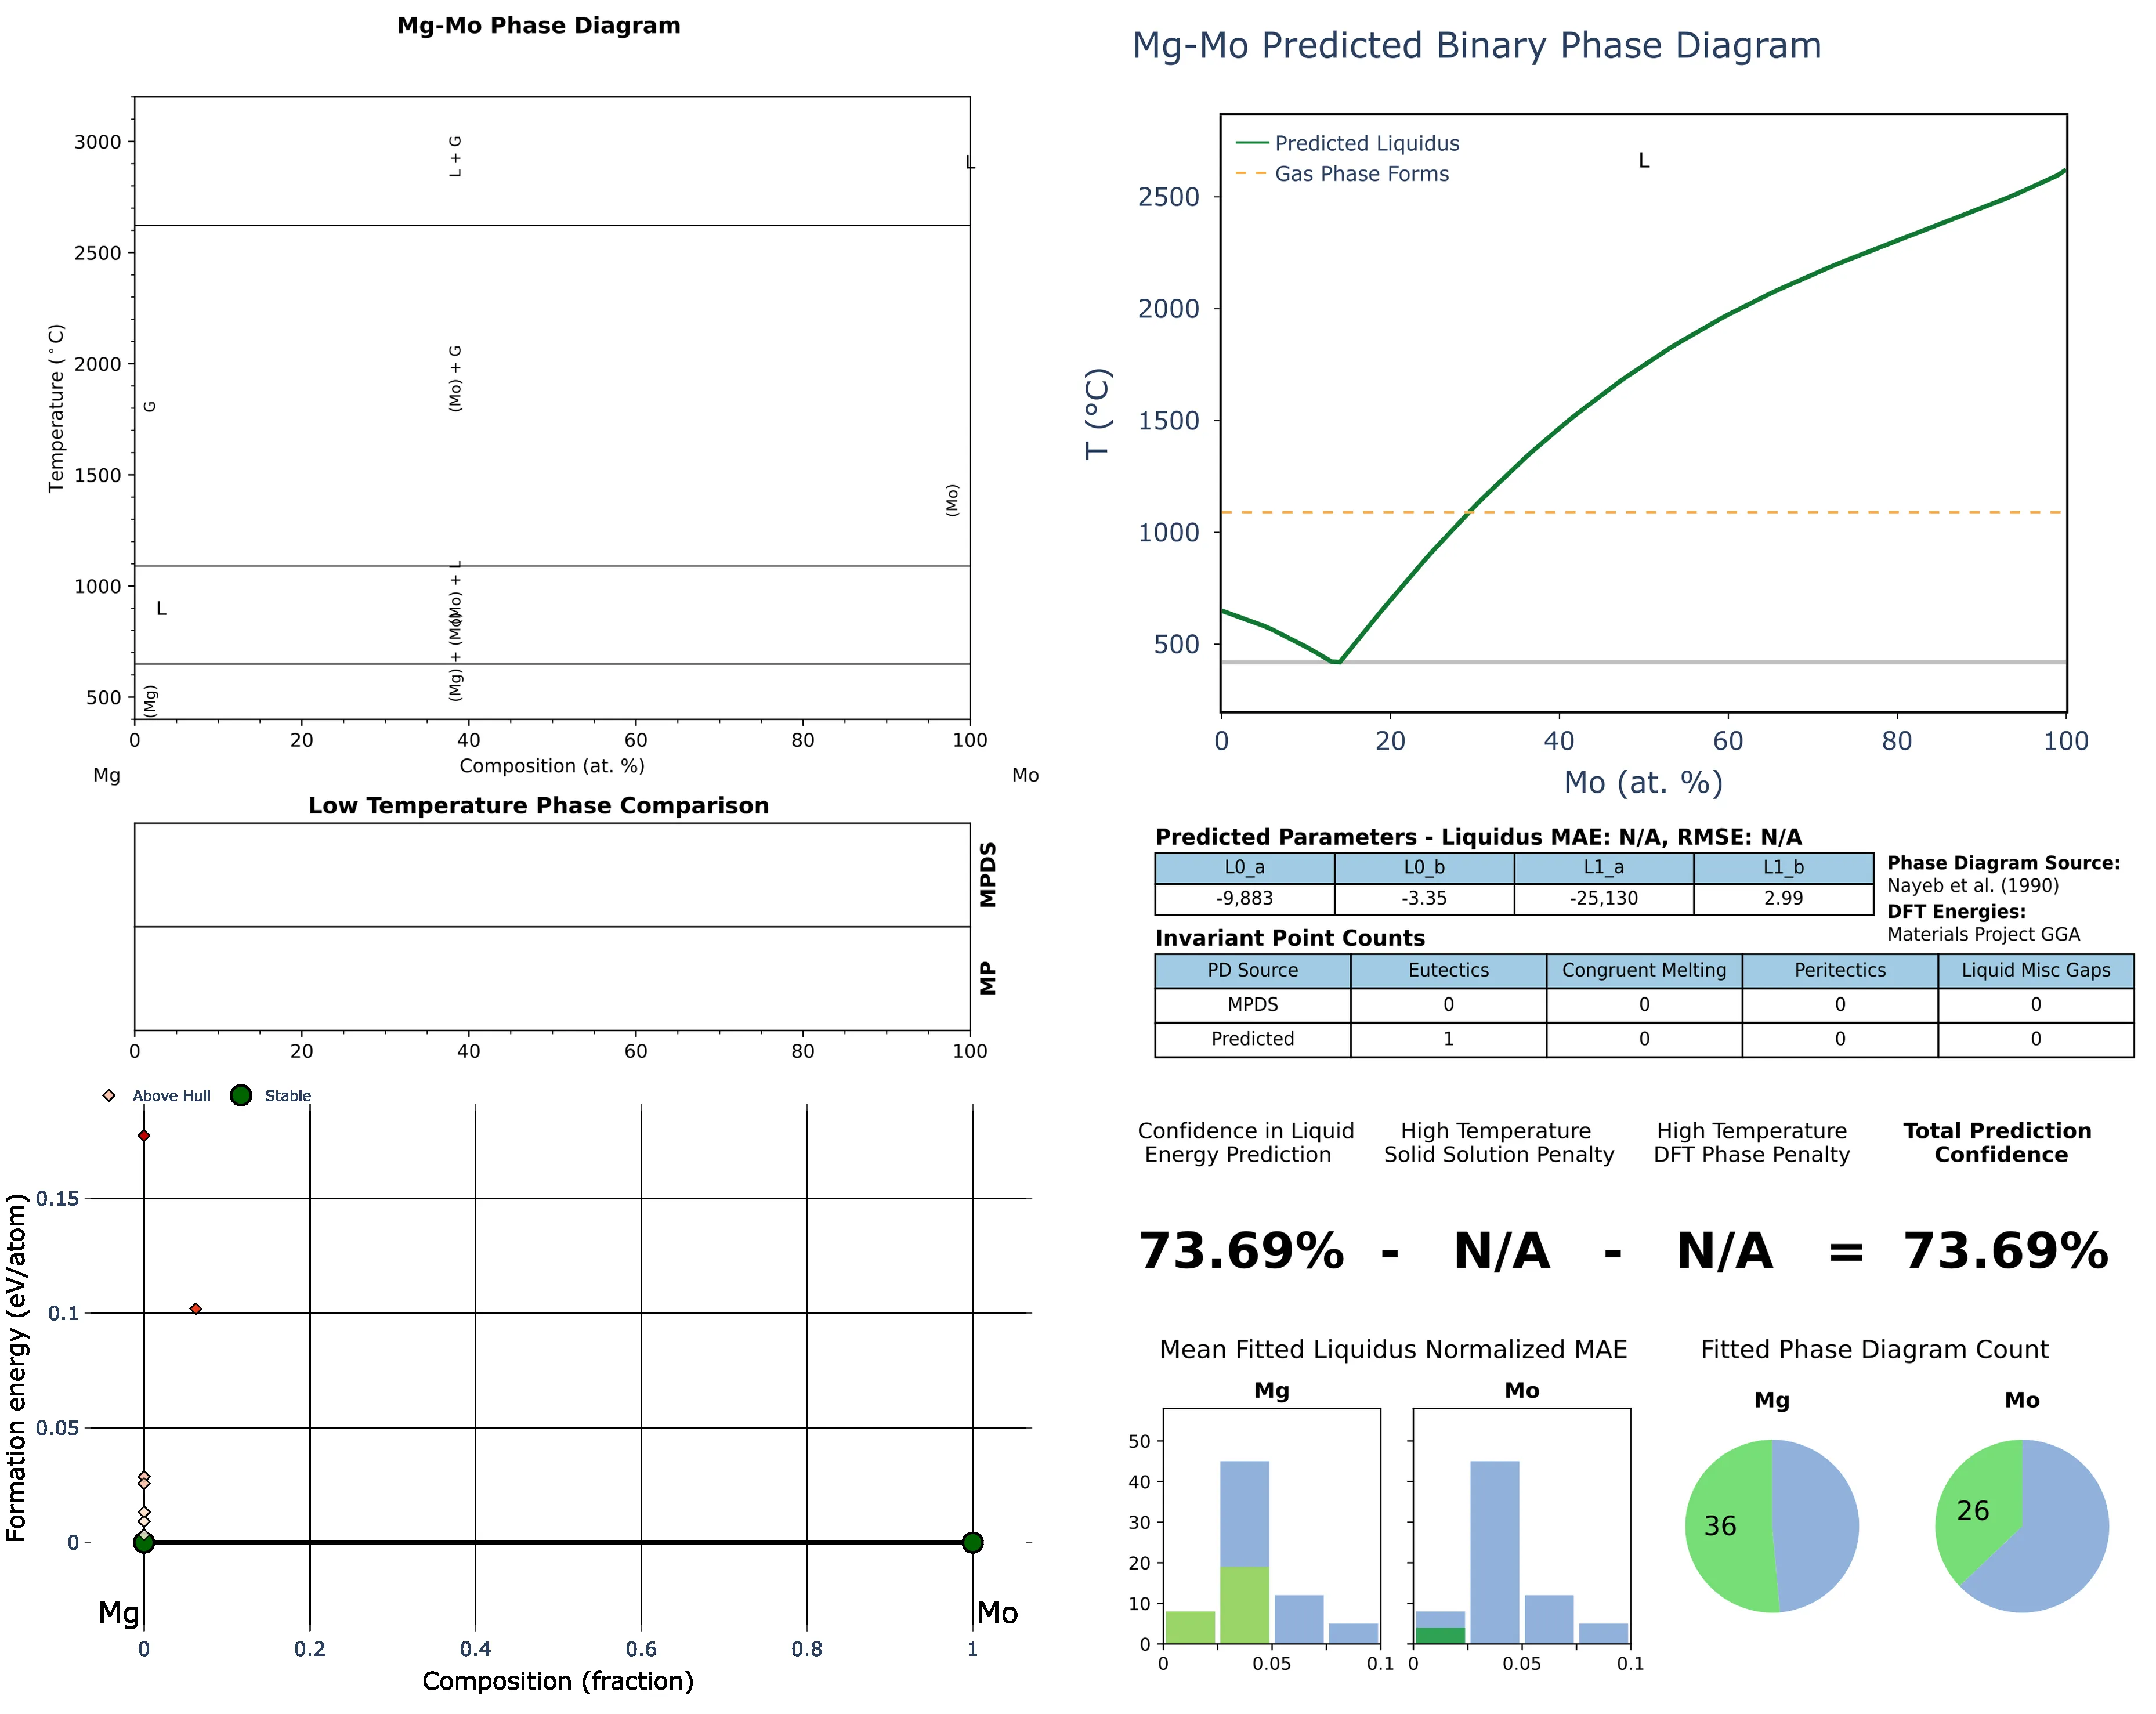 Mg-Mo Phase Diagram
3000
2500
2000
1500
1000
500
Temperature (°C)
L + G
L
(Mo) + G
G
(Mo)
(Mo) + L
L
(Mg) + (Mo)
(Mg)
0 20 40 60 80 100
Mg Composition (at. %) Mo
Low Temperature Phase Comparison
MPDS
MP
0 20 40 60 80 100
Above Hull Stable
0.15
0.1
0.05
0
Formation energy (eV/atom)
Mg Mo
0 0.2 0.4 0.6 0.8 1
Composition (fraction)
Mg-Mo Predicted Binary Phase Diagram
Predicted Liquidus
Gas Phase Forms
L
2500
2000
1500
1000
500
T (°C)
0 20 40 60 80 100
Mo (at. %)
Predicted Parameters - Liquidus MAE: N/A, RMSE: N/A
L0_a L0_b L1_a L1_b
-9,883 -3.35 -25,130 2.99
Phase Diagram Source:
Nayeb et al. (1990)
DFT Energies:
Materials Project GGA
Invariant Point Counts
PD Source Eutectics Congruent Melting Peritectics Liquid Misc Gaps
MPDS 0 0 0 0
Predicted 1 0 0 0
Confidence in Liquid
Energy Prediction
High Temperature
Solid Solution Penalty
High Temperature
DFT Phase Penalty
Total Prediction
Confidence
73.69% - N/A - N/A = 73.69%
Mean Fitted Liquidus Normalized MAE
Mg
Mo
50
40
30
20
10
0
0 0.05 0.1
0 0.05 0.1
Fitted Phase Diagram Count
Mg
Mo
36
26